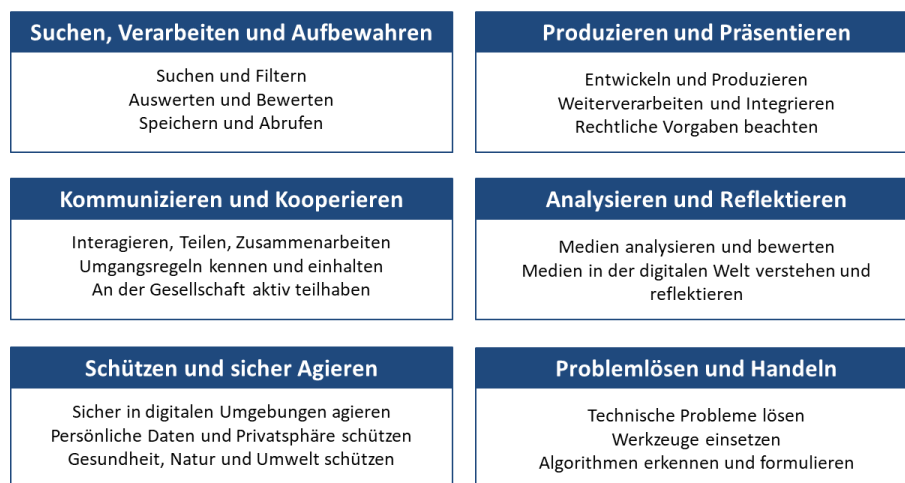 Suchen, Verarbeiten und Aufbewahren
Suchen und Filtern
Auswerten und Bewerten
Speichern und Abrufen
Produzieren und Präsentieren
Entwickeln und Produzieren
Weiterverarbeiten und Integrieren
Rechtliche Vorgaben beachten
Kommunizieren und Kooperieren
Interagieren, Teilen, Zusammenarbeiten
Umgangsregeln kennen und einhalten
An der Gesellschaft aktiv teilhaben
Analysieren und Reflektieren
Medien analysieren und bewerten
Medien in der digitalen Welt verstehen und
reflektieren
Schützen und sicher Agieren
Sicher in digitalen Umgebungen agieren
Persönliche Daten und Privatsphäre schützen
Gesundheit, Natur und Umwelt schützen
Problemlösen und Handeln
Technische Probleme lösen
Werkzeuge einsetzen
Algorithmen erkennen und formulieren